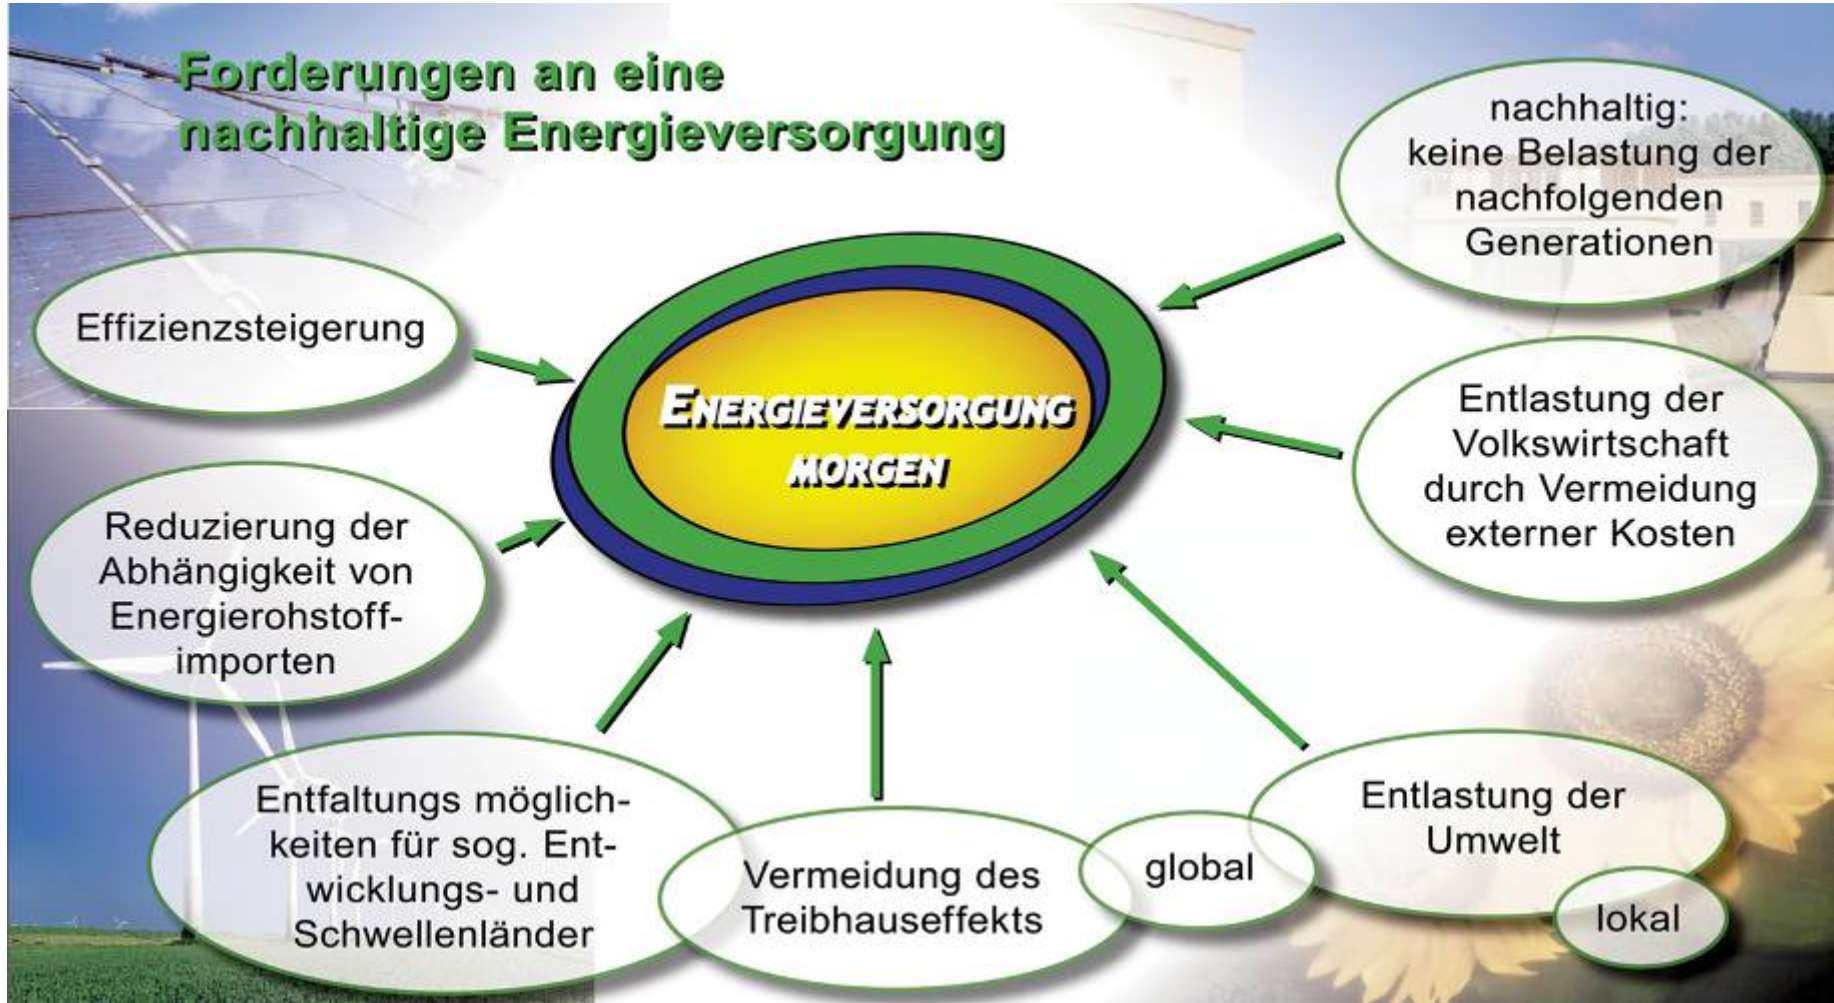 Forderungen an eine
nachhaltige Energieversorgung
nachhaltig:
keine Belastung der
nachfolgenden
Generationen
Effizienzsteigerung
ENERGIEVERSORGUNG
MORGEN
Entlastung der
Volkswirtschaft
durch Vermeidung
externer Kosten
Reduzierung der
Abhängigkeit von
Energierohstoff-
importen
Entfaltungs möglich-
keiten für sog. Ent-
wicklungs- und
Schwellenländer
Vermeidung des
Treibhauseffekts
global
Entlastung der
Umwelt
lokal